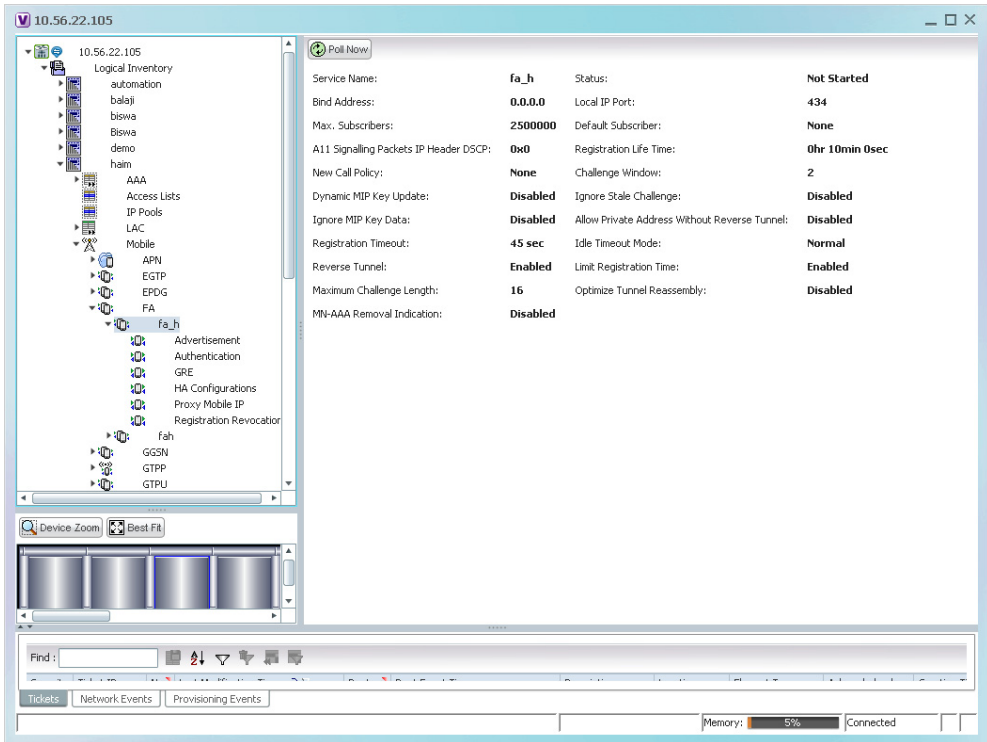 10.56.22.105
10.56.22.105
Logical Inventory
automation
balaji
biswa
Biswa
demo
haim
AAA
Access Lists
IP Pools
LAC
Mobile
APN
EGTP
EPDG
FA
fa_h
Advertisement
Authentication
GRE
HA Configurations
Proxy Mobile IP
Registration Revocation
fah
GGSN
GTPP
GTPU
Device Zoom Best Fit
Poll Now
Service Name: fa_h Status: Not Started
Bind Address: 0.0.0.0 Local IP Port: 434
Max. Subscribers: 2500000 Default Subscriber: None
A11 Signalling Packets IP Header DSCP: 0x0 Registration Life Time: 0hr 10min 0sec
New Call Policy: None Challenge Window: 2
Dynamic MIP Key Update: Disabled Ignore Stale Challenge: Disabled
Ignore MIP Key Data: Disabled Allow Private Address Without Reverse Tunnel: Disabled
Registration Timeout: 45 sec Idle Timeout Mode: Normal
Reverse Tunnel: Enabled Limit Registration Time: Enabled
Maximum Challenge Length: 16 Optimize Tunnel Reassembly: Disabled
MN-AAA Removal Indication: Disabled
Find :
Tickets Network Events Provisioning Events
Memory: 5% Connected